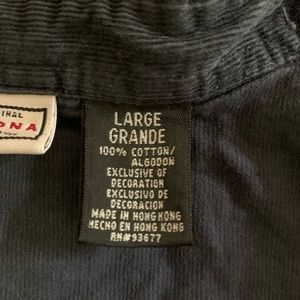 LARGE
GRANDE
100% COTTON/
ALGODON
EXCLUSIVE OF
DECORATION
EXCLUSIVO DE
DECORACION
MADE IN HONG KONG
HECHO EN HONG KONG
RN#93677